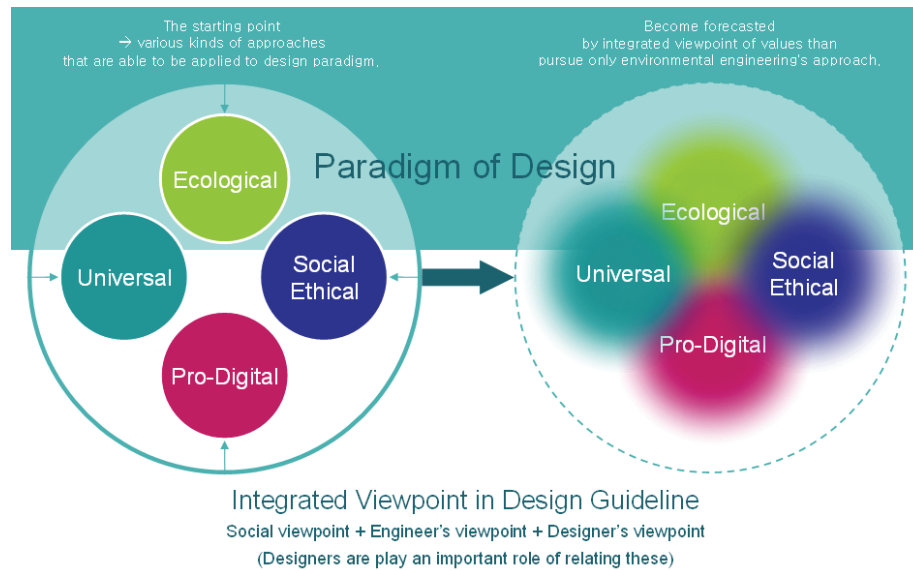 The starting point
→ various kinds of approaches
that are able to be applied to design paradigm.
Become forecasted
by integrated viewpoint of values than
pursue only environmental engineering's approach.
Paradigm of Design
Ecological
Universal
Social
Ethical
Pro-Digital
Ecological
Universal
Social
Ethical
Pro-Digital
Integrated Viewpoint in Design Guideline
Social viewpoint + Engineer's viewpoint + Designer's viewpoint
(Designers are play an important role of relating these)